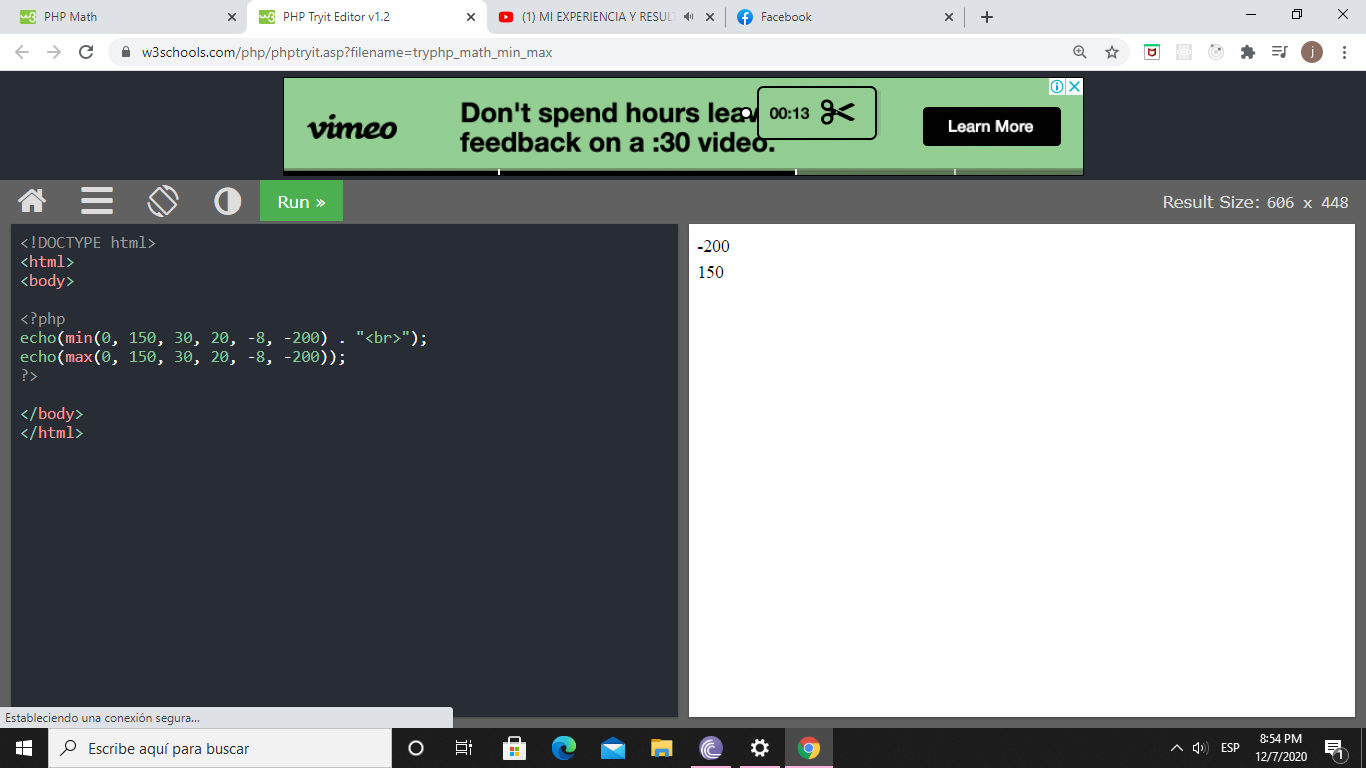 PHP Math
PHP Tryit Editor v1.2
(1) MI EXPERIENCIA Y RESUL
Facebook
w3schools.com/php/phptryit.asp?filename=tryphp_math_min_max
j
vimeo
Don't spend hours leav
feedback on a :30 video.
00:13
Learn More
Run »
Result Size: 606 x 448
<!DOCTYPE html>
<html>
<body>
<?php
echo(min(0, 150, 30, 20, -8, -200) . "<br>");
echo(max(0, 150, 30, 20, -8, -200));
?>
</body>
</html>
-200
150
Estableciendo una conexión segura...
Escribe aquí para buscar
ESP
8:54 PM
12/7/2020
1